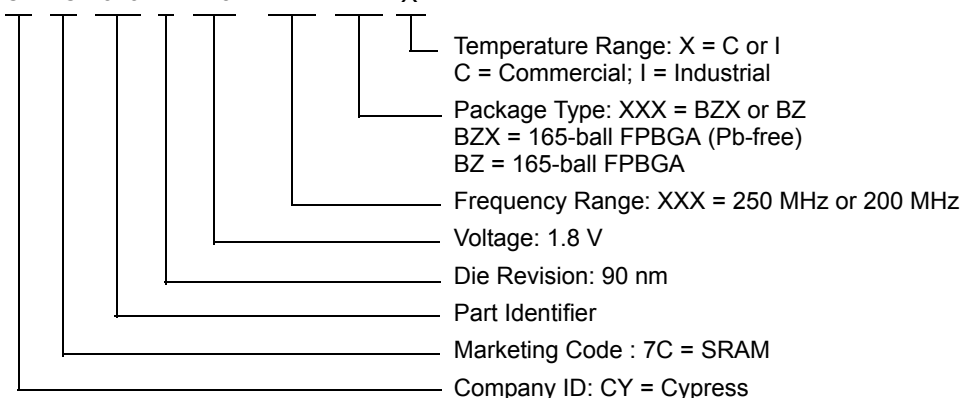 X
Temperature Range: X = C or I
C = Commercial; I = Industrial
Package Type: XXX = BZX or BZ
BZX = 165-ball FPBGA (Pb-free)
BZ = 165-ball FPBGA
Frequency Range: XXX = 250 MHz or 200 MHz
Voltage: 1.8 V
Die Revision: 90 nm
Part Identifier
Marketing Code : 7C = SRAM
Company ID: CY = Cypress